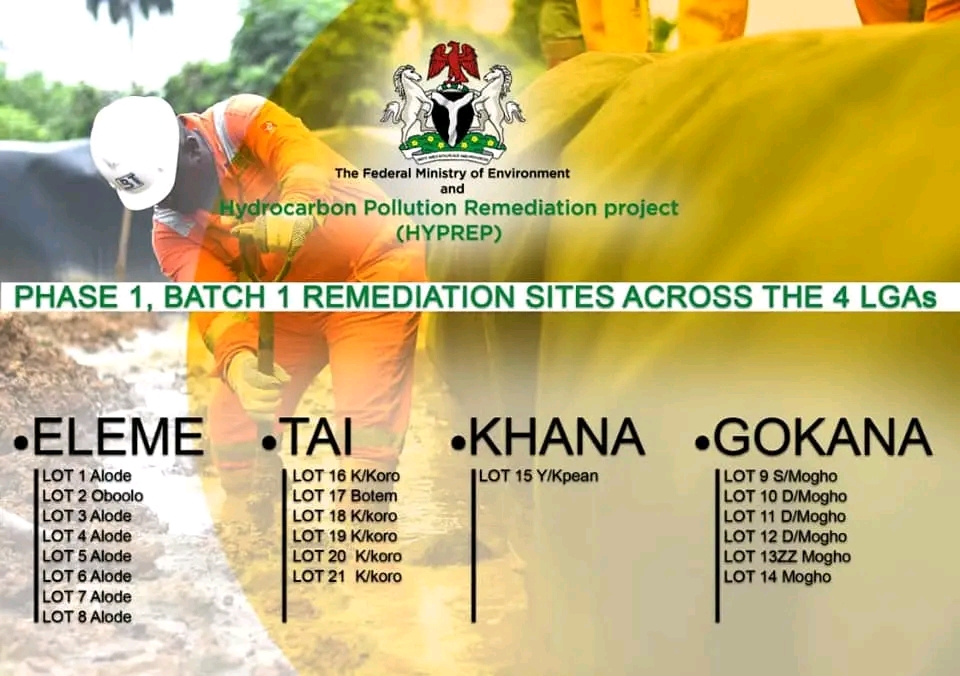 The Federal Ministry of Environment
and
Hydrocarbon Pollution Remediation project
(HYPREP)
PHASE 1, BATCH 1 REMEDIATION SITES ACROSS THE 4 LGAs
•ELEME
LOT 1 Alode
LOT 2 Oboolo
LOT 3 Alode
LOT 4 Alode
LOT 5 Alode
LOT 6 Alode
LOT 7 Alode
LOT 8 Alode
•TAI
LOT 16 K/Koro
LOT 17 Botem
LOT 18 K/koro
LOT 19 K/koro
LOT 20 K/koro
LOT 21 K/koro
•KHANA
LOT 15 Y/Kpean
•GOKANA
LOT 9 S/Mogho
LOT 10 D/Mogho
LOT 11 D/Mogho
LOT 12 D/Mogho
LOT 13ZZ Mogho
LOT 14 Mogho